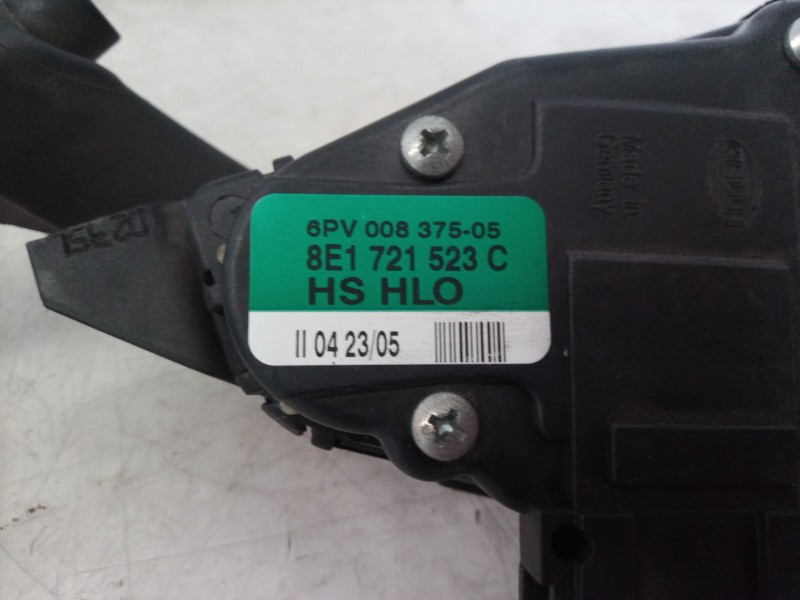 6PV 008 375-05
8E1 721 523 C
HS HLO
II 04 23/05
Made in
Germany